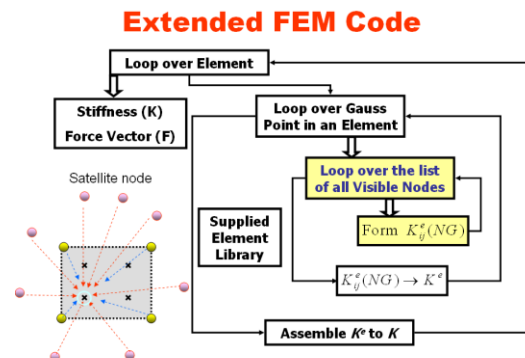 Extended FEM Code
Loop over Element
Stiffness (K)
Force Vector (F)
Loop over Gauss
Point in an Element
Loop over the list
of all Visible Nodes
Form K^e_ij(NG)
Satellite node
Supplied
Element
Library
K^e_ij(NG) → K^e
Assemble K^e to K